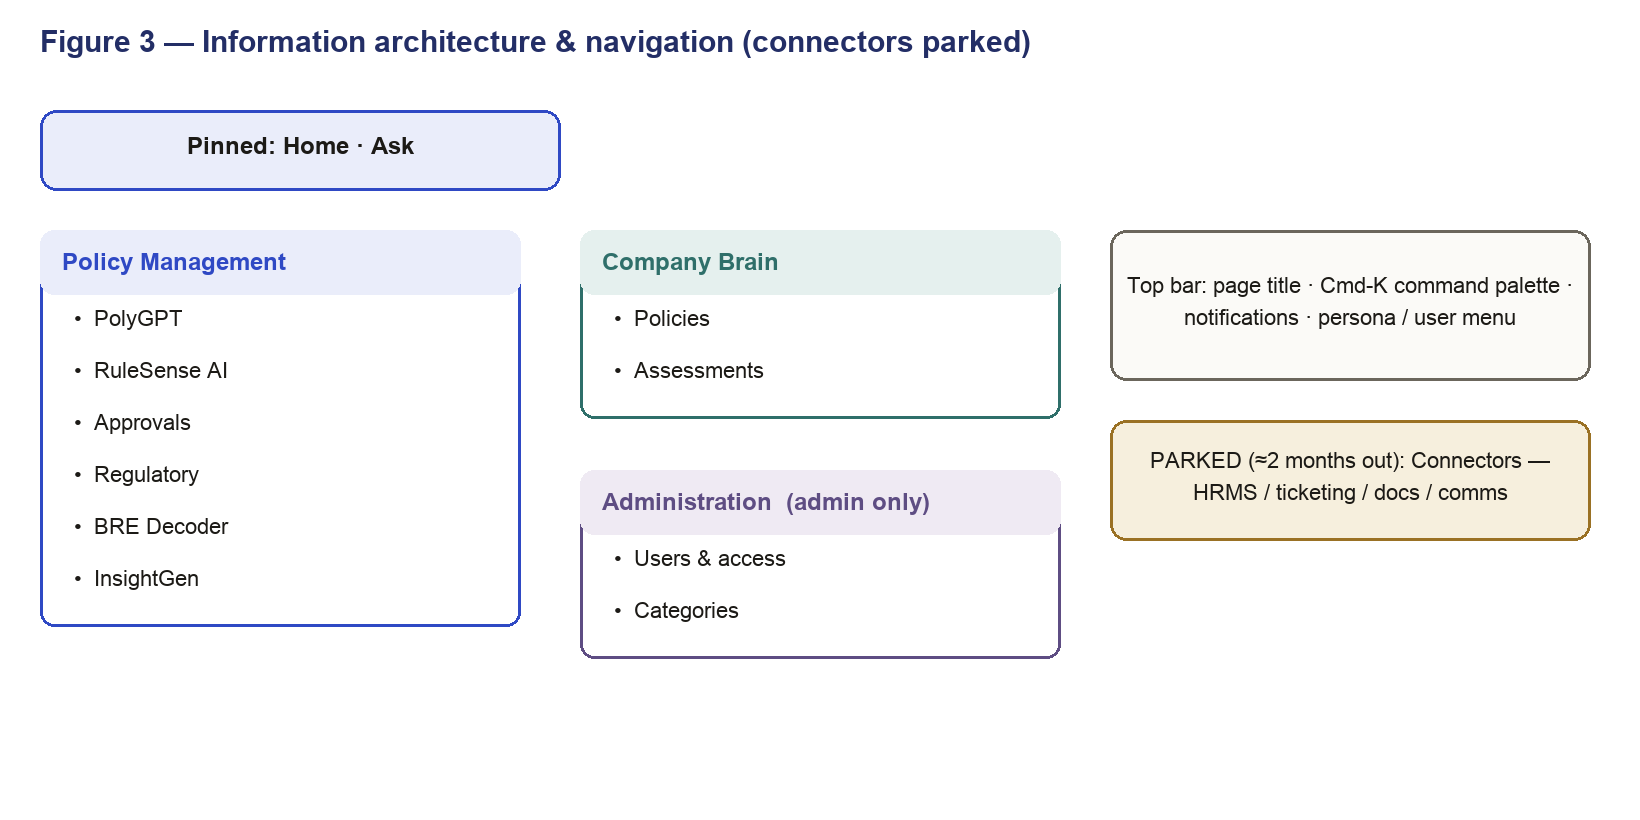 Figure 3 — Information architecture & navigation (connectors parked)
Pinned: Home · Ask
Policy Management
• PolyGPT
• RuleSense AI
• Approvals
• Regulatory
• BRE Decoder
• InsightGen
Company Brain
• Policies
• Assessments
Administration  (admin only)
• Users & access
• Categories
Top bar: page title · Cmd-K command palette ·
notifications · persona / user menu
PARKED (≈2 months out): Connectors —
HRMS / ticketing / docs / comms